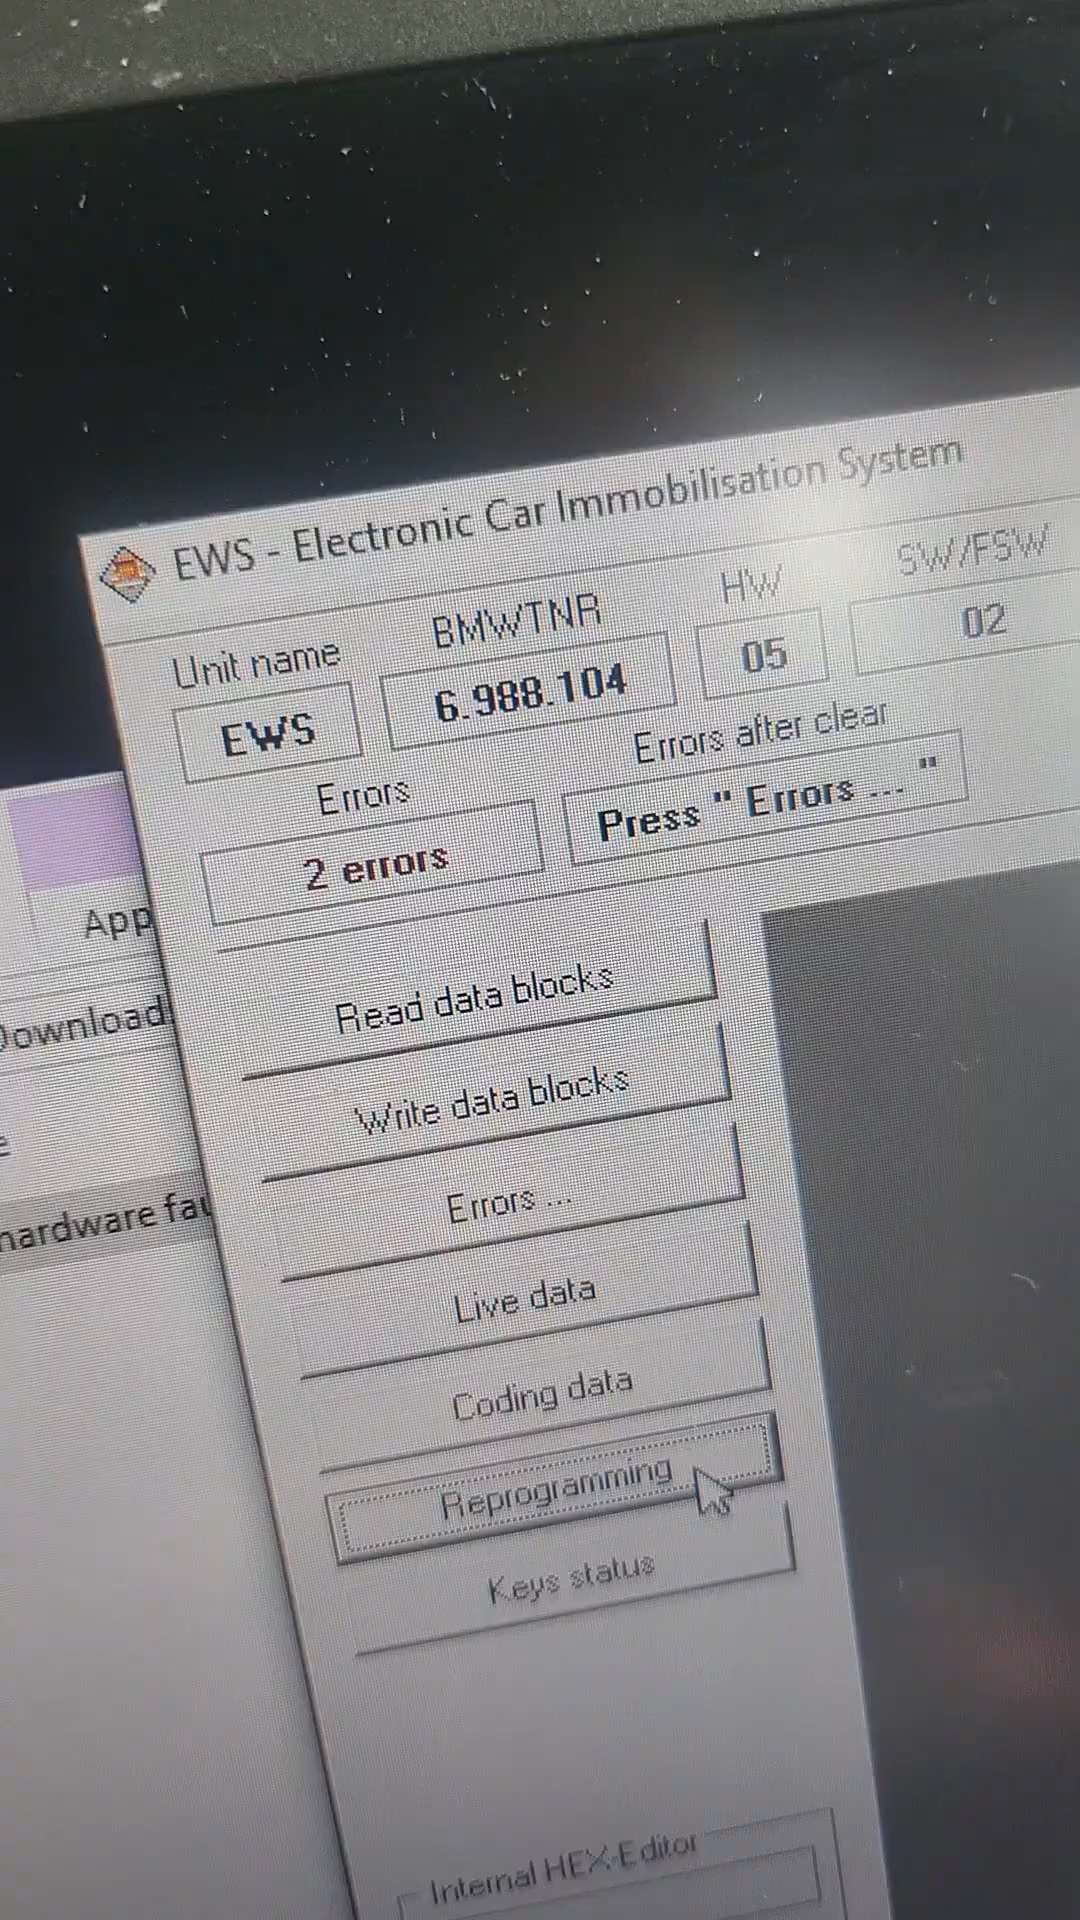 EWS - Electronic Car Immobilisation System
Unit name
BMWTNR
HW
SW/FSW
EWS
6.988.104
05
02
Errors
Errors after clear
2 errors
Press " Errors ... "
App
Download
Read data blocks
Write data blocks
Errors ...
hardware fau
Live data
Coding data
Reprogramming
Keys status
Internal HEX-Editor